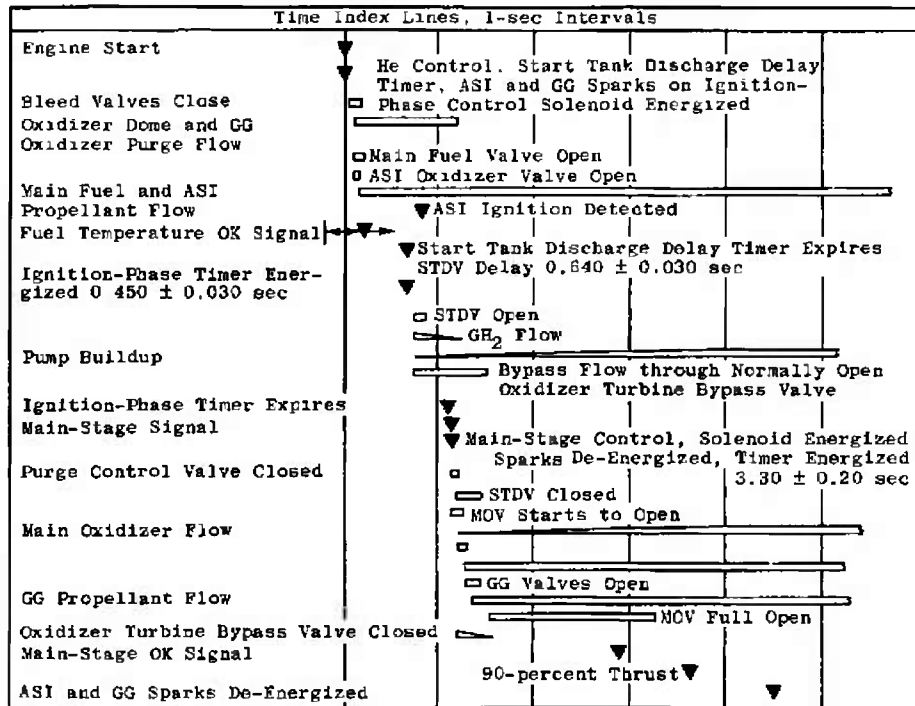 Time Index Lines, 1-sec Intervals
Engine Start
He Control, Start Tank Discharge Delay
Timer, ASI and GG Sparks on Ignition-
Phase Control Solenoid Energized
Bleed Valves Close
Oxidizer Dome and GG
Oxidizer Purge Flow
Main Fuel Valve Open
ASI Oxidizer Valve Open
Main Fuel and ASI
Propellant Flow
ASI Ignition Detected
Fuel Temperature OK Signal
Start Tank Discharge Delay Timer Expires
STDV Delay 0.640 ± 0.030 sec
Ignition-Phase Timer Ener-
gized 0 450 ± 0.030 sec
STDV Open
GH2 Flow
Pump Buildup
Bypass Flow through Normally Open
Oxidizer Turbine Bypass Valve
Ignition-Phase Timer Expires
Main-Stage Signal
Main-Stage Control, Solenoid Energized
Sparks De-Energized, Timer Energized
3.30 ± 0.20 sec
Purge Control Valve Closed
STDV Closed
MOV Starts to Open
Main Oxidizer Flow
GG Valves Open
GG Propellant Flow
MOV Full Open
Oxidizer Turbine Bypass Valve Closed
Main-Stage OK Signal
90-percent Thrust
ASI and GG Sparks De-Energized